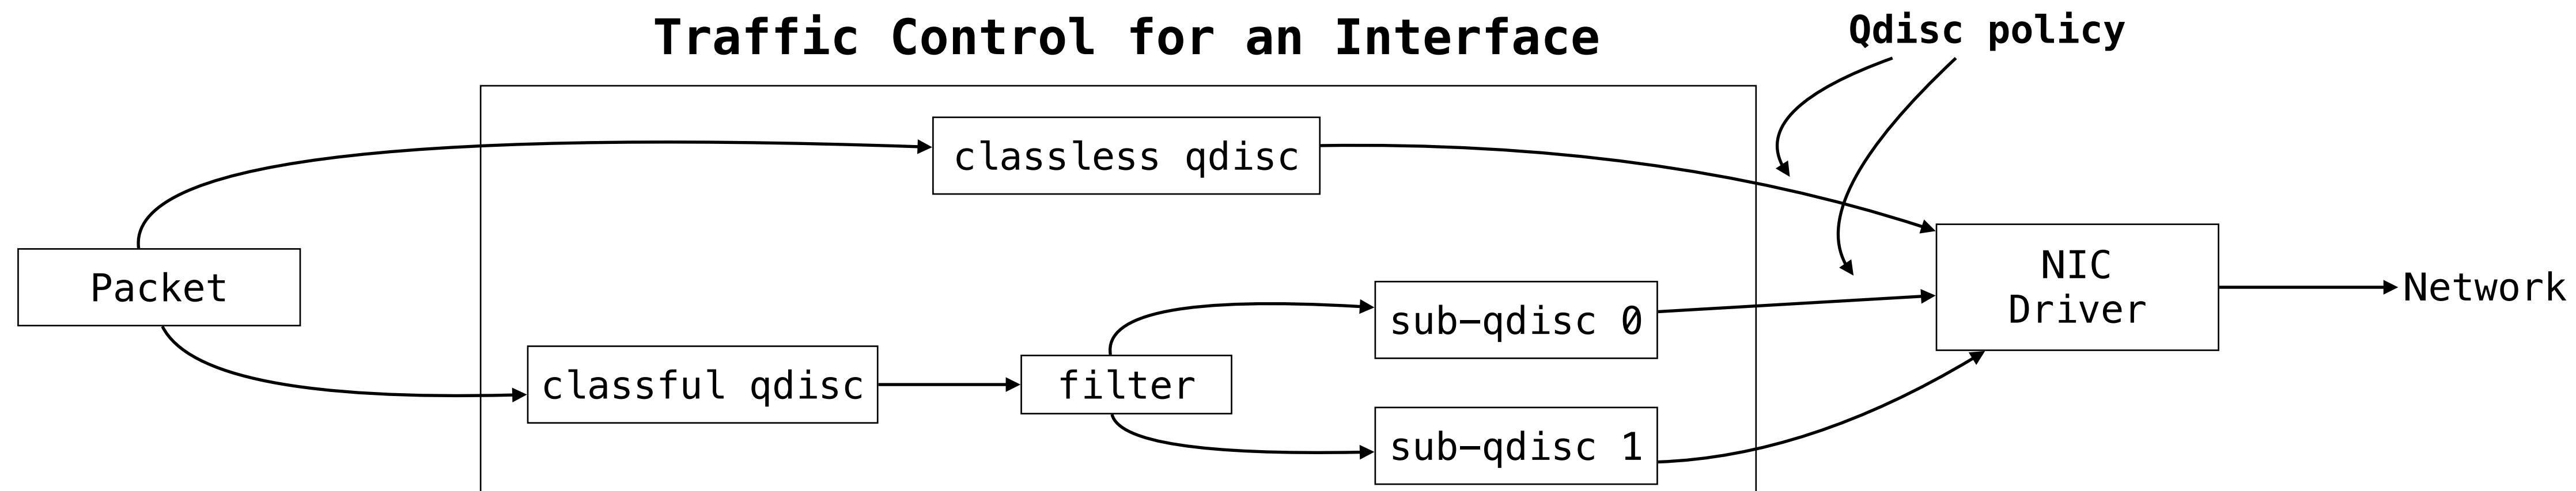 Traffic Control for an Interface
Qdisc policy
classless qdisc
Packet
NIC
Driver
Network
sub-qdisc 0
classful qdisc
filter
sub-qdisc 1